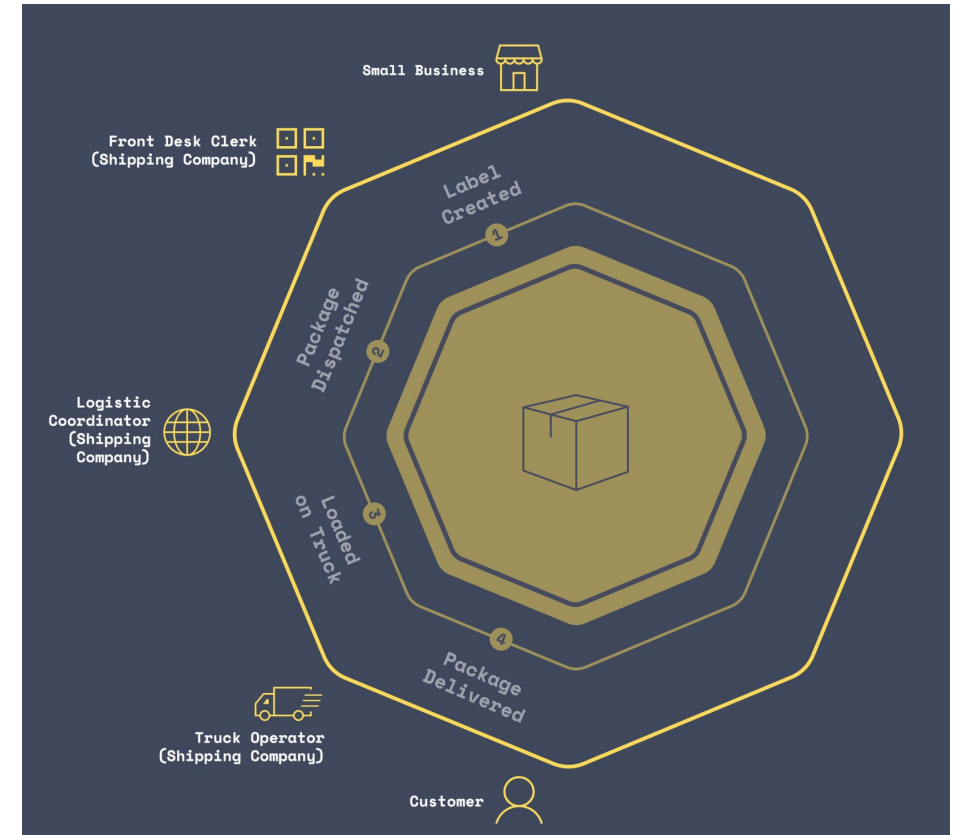 Small Business
Front Desk Clerk
(Shipping Company)
Label
Created
1
Package
Dispatched
2
Logistic
Coordinator
(Shipping
Company)
Loaded
on Truck
3
4
Package
Delivered
Truck Operator
(Shipping Company)
Customer